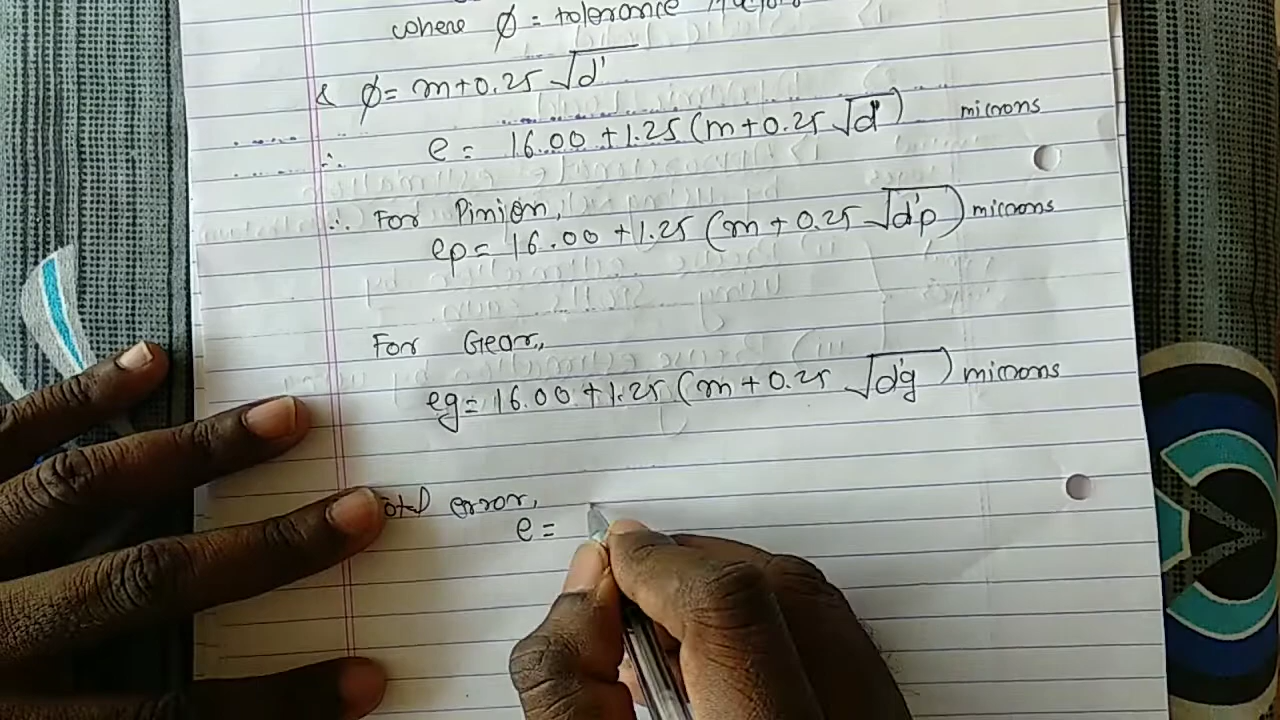 where φ = tolerance
& φ = m+0.25 √d'
∴ e = 16.00 +1.25 (m+0.25 √d') microns
∴ For Pinion,
ep = 16.00 +1.25 (m+0.25 √d'p) microns
For Gear,
eg = 16.00 +1.25 (m+0.25 √d'g) microns
error,
e =